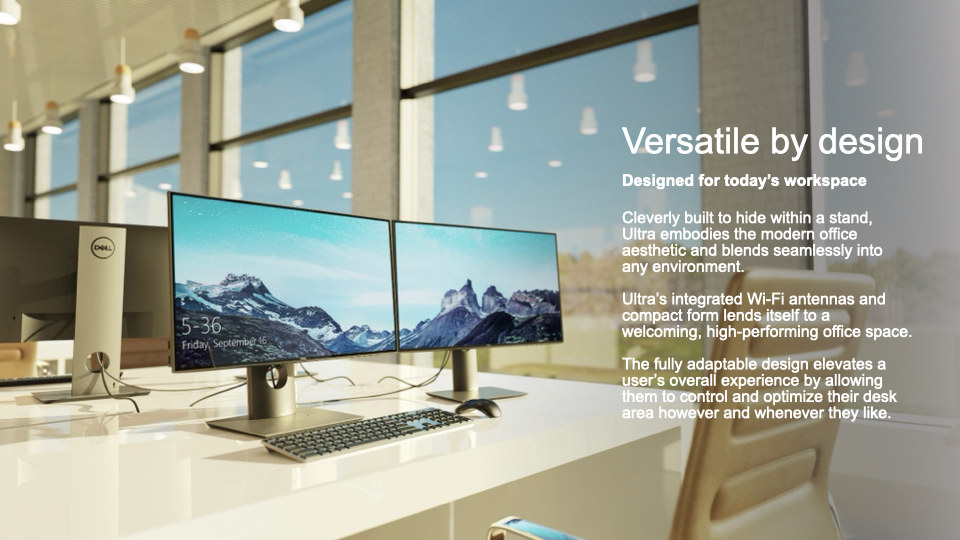 Versatile by design
Designed for today's workspace
Cleverly built to hide within a stand,
Ultra embodies the modern office
aesthetic and blends seamlessly into
any environment.
Ultra's integrated Wi-Fi antennas and
compact form lends itself to a
welcoming, high-performing office space.
The fully adaptable design elevates a
user's overall experience by allowing
them to control and optimize their desk
area however and whenever they like.
DELL
5-36
Friday, September 16